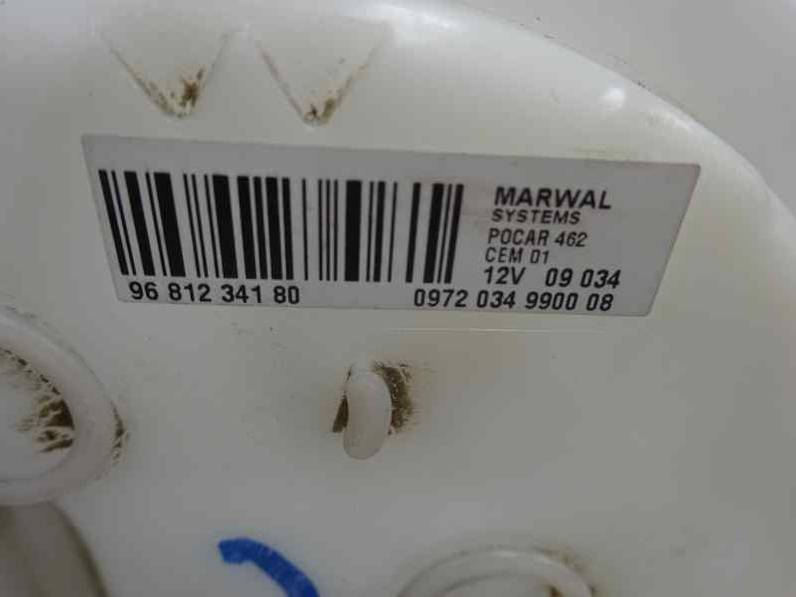 MARWAL
SYSTEMS
POCAR 462
CEM 01
12V 09 034
96 812 341 80
0972 034 9900 08